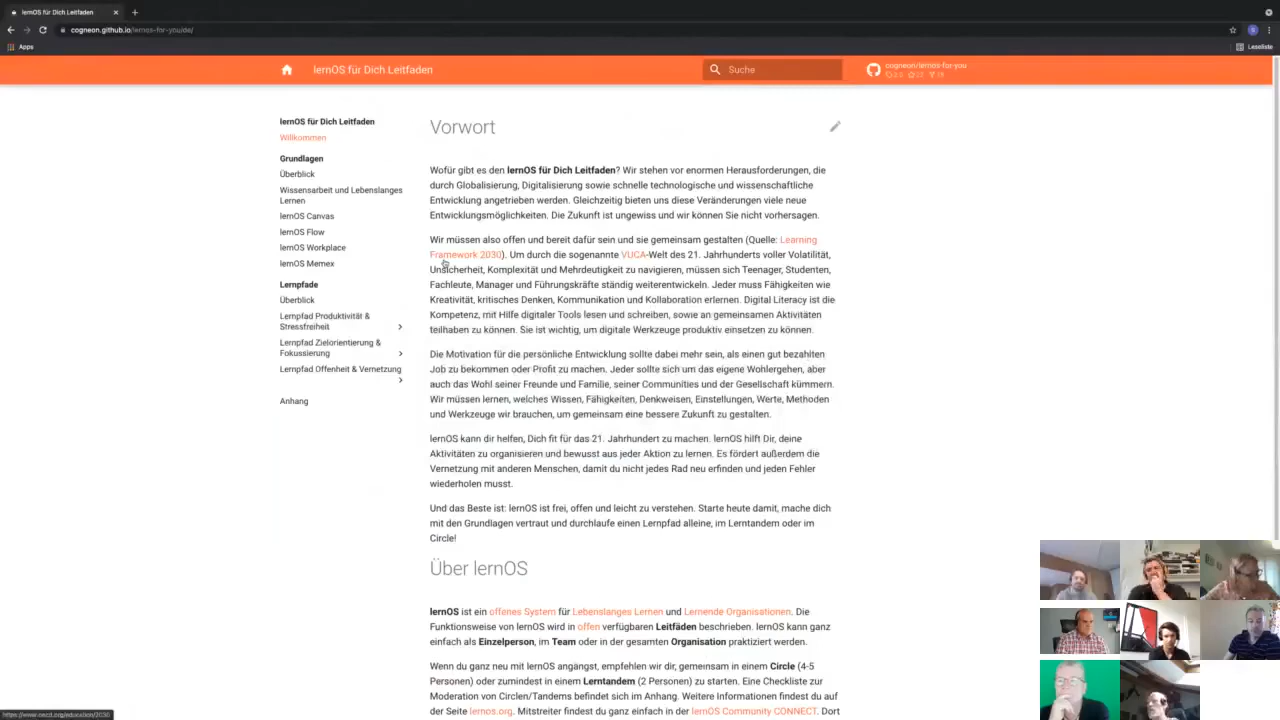 lernOS für Dich Leitfaden
cogneon.github.io/lernos-for-you/de/
Apps
Leseliste
lernOS für Dich Leitfaden
Suche
cogneon/lernos-for-you
lernOS für Dich Leitfaden
Willkommen
Grundlagen
Überblick
Wissensarbeit und Lebenslanges
Lernen
lernOS Canvas
lernOS Flow
lernOS Workplace
lernOS Memex
Lernpfade
Überblick
Lernpfad Produktivität &
Stressfreiheit
Lernpfad Zielorientierung &
Fokussierung
Lernpfad Offenheit & Vernetzung
Anhang
Vorwort
Wofür gibt es den lernOS für Dich Leitfaden? Wir stehen vor enormen Herausforderungen, die
durch Globalisierung, Digitalisierung sowie schnelle technologische und wissenschaftliche
Entwicklung angetrieben werden. Gleichzeitig bieten uns diese Veränderungen viele neue
Entwicklungsmöglichkeiten. Die Zukunft ist ungewiss und wir können Sie nicht vorhersagen.
Wir müssen also offen und bereit dafür sein und sie gemeinsam gestalten (Quelle: Learning
Framework 2030). Um durch die sogenannte VUCA-Welt des 21. Jahrhunderts voller Volatilität,
Unsicherheit, Komplexität und Mehrdeutigkeit zu navigieren, müssen sich Teenager, Studenten,
Fachleute, Manager und Führungskräfte ständig weiterentwickeln. Jeder muss Fähigkeiten wie
Kreativität, kritisches Denken, Kommunikation und Kollaboration erlernen. Digital Literacy ist die
Kompetenz, mit Hilfe digitaler Tools lesen und schreiben, sowie an gemeinsamen Aktivitäten
teilhaben zu können. Sie ist wichtig, um digitale Werkzeuge produktiv einsetzen zu können.
Die Motivation für die persönliche Entwicklung sollte dabei mehr sein, als einen gut bezahlten
Job zu bekommen oder Profit zu machen. Jeder sollte sich um das eigene Wohlergehen, aber
auch das Wohl seiner Freunde und Familie, seiner Communities und der Gesellschaft kümmern.
Wir müssen lernen, welches Wissen, Fähigkeiten, Denkweisen, Einstellungen, Werte, Methoden
und Werkzeuge wir brauchen, um gemeinsam eine bessere Zukunft zu gestalten.
lernOS kann dir helfen, Dich fit für das 21. Jahrhundert zu machen. lernOS hilft Dir, deine
Aktivitäten zu organisieren und bewusst aus jeder Aktion zu lernen. Es fördert außerdem die
Vernetzung mit anderen Menschen, damit du nicht jedes Rad neu erfinden und jeden Fehler
wiederholen musst.
Und das Beste ist: lernOS ist frei, offen und leicht zu verstehen. Starte heute damit, mache dich
mit den Grundlagen vertraut und durchlaufe einen Lernpfad alleine, im Lerntandem oder im
Circle!
Über lernOS
lernOS ist ein offenes System für Lebenslanges Lernen und Lernende Organisationen. Die
Funktionsweise von lernOS wird in offen verfügbaren Leitfäden beschrieben. lernOS kann ganz
einfach als Einzelperson, im Team oder in der gesamten Organisation praktiziert werden.
Wenn du ganz neu mit lernOS angängst, empfehlen wir dir, gemeinsam in einem Circle (4-5
Personen) oder zumindest in einem Lerntandem (2 Personen) zu starten. Eine Checkliste zur
Moderation von Circlen/Tandems befindet sich im Anhang. Weitere Informationen findest du auf
der Seite lernos.org. Mitstreiter findest du ganz einfach in der lernOS Community CONNECT. Dort
https://www.oecd.org/education/2030